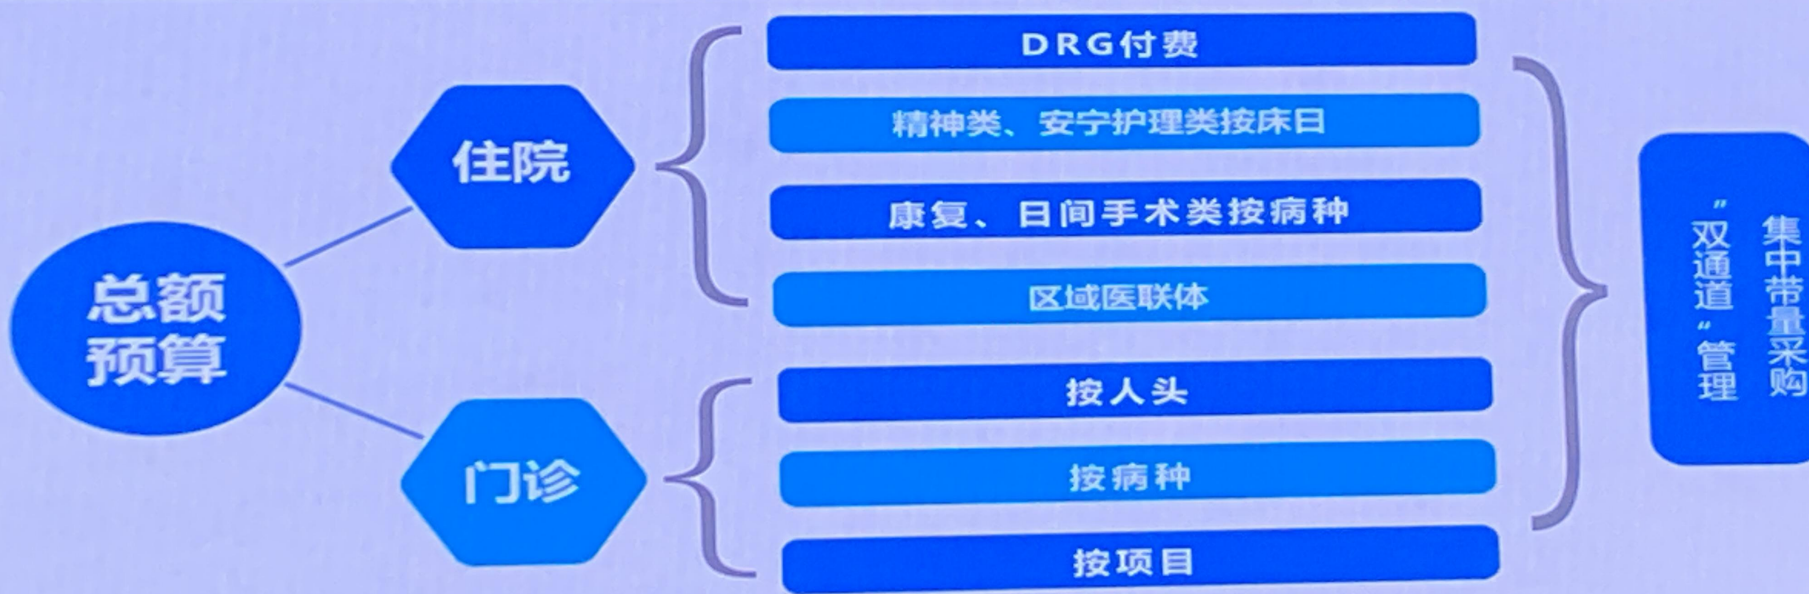 总额
预算
住院
门诊
DRG付费
精神类、安宁护理类按床日
康复、日间手术类按病种
区域医联体
按人头
按病种
按项目
集中带量采购
“双通道“管理